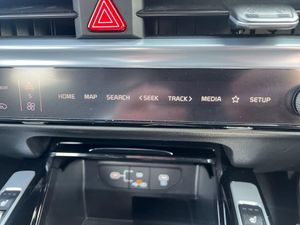 HOME MAP SEARCH < SEEK TRACK > MEDIA ☆ SETUP